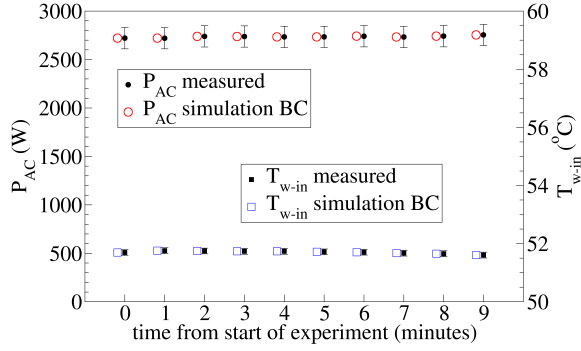 3000
2500
2000
1500
1000
500
0
P_AC (W)
60
58
56
54
52
50
T_w-in (°C)
P_AC measured
P_AC simulation BC
T_w-in measured
T_w-in simulation BC
0 1 2 3 4 5 6 7 8 9
time from start of experiment (minutes)